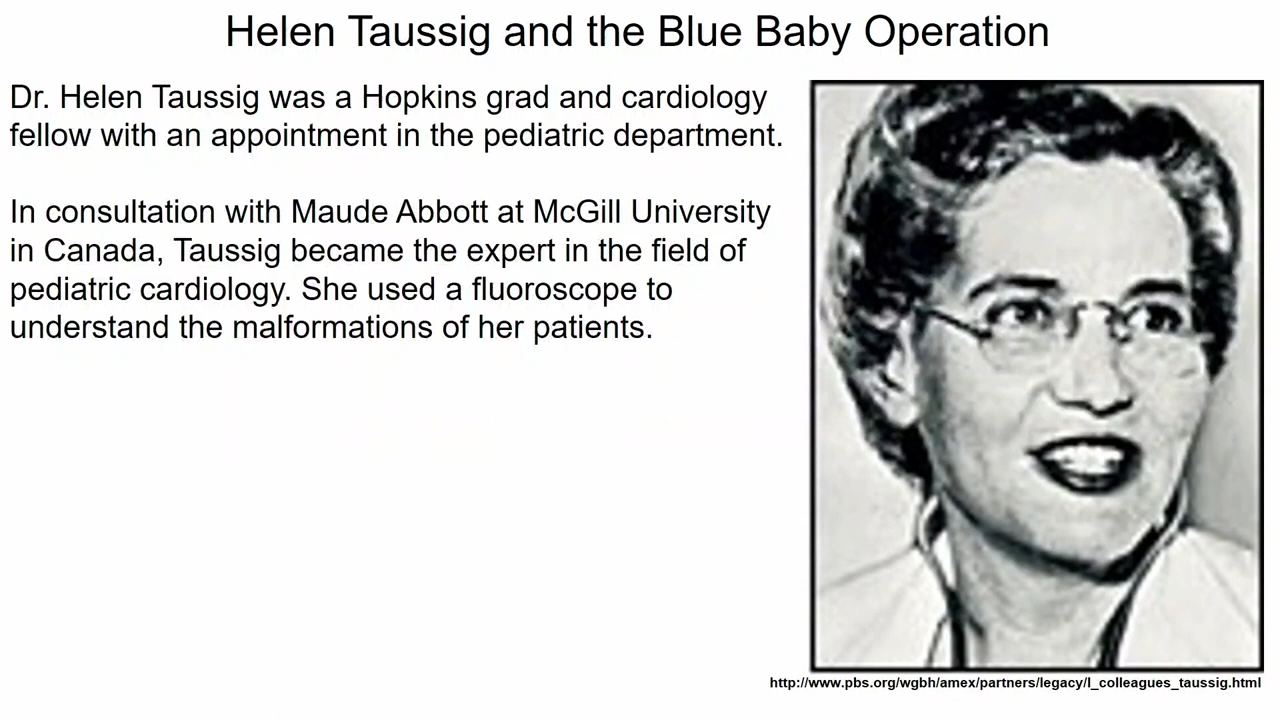 Helen Taussig and the Blue Baby Operation
Dr. Helen Taussig was a Hopkins grad and cardiology
fellow with an appointment in the pediatric department.
In consultation with Maude Abbott at McGill University
in Canada, Taussig became the expert in the field of
pediatric cardiology. She used a fluoroscope to
understand the malformations of her patients.
http://www.pbs.org/wgbh/amex/partners/legacy/l_colleagues_taussig.html